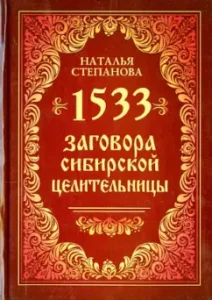 НАТАЛЬЯ
СТЕПАНОВА
1533
ЗАГОВОРА
СИБИРСКОЙ
ЦЕЛИТЕЛЬНИЦЫ